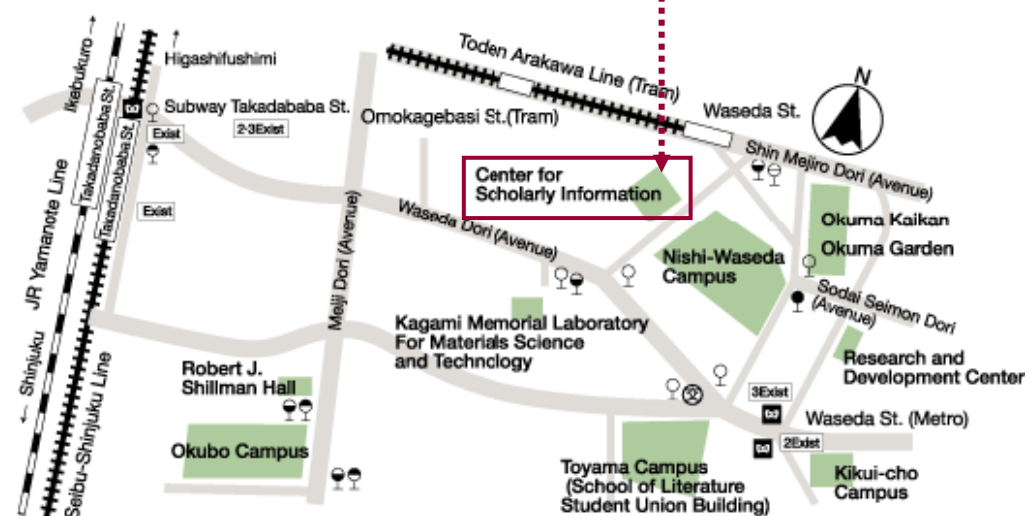 Ikebukuro
Higashifushimi
Takadanobaba St.
Takadanobaba St.
Subway Takadababa St.
Exist
2·3Exist
Exist
JR Yamanote Line
Shinjuku
Seibu-Shinjuku Line
Meiji Dori (Avenue)
Toden Arakawa Line (Tram)
Omokagebasi St.(Tram)
Waseda St.
N
Shin Mejiro Dori (Avenue)
Center for
Scholarly Information
Waseda Dori (Avenue)
Nishi-Waseda
Campus
Okuma Kaikan
Okuma Garden
Sodai Seimon Dori
(Avenue)
Kagami Memorial Laboratory
For Materials Science
and Technology
Research and
Development Center
Robert J.
Shillman Hall
Okubo Campus
3Exist
Waseda St. (Metro)
2Exist
Toyama Campus
(School of Literature
Student Union Building)
Kikui-cho
Campus